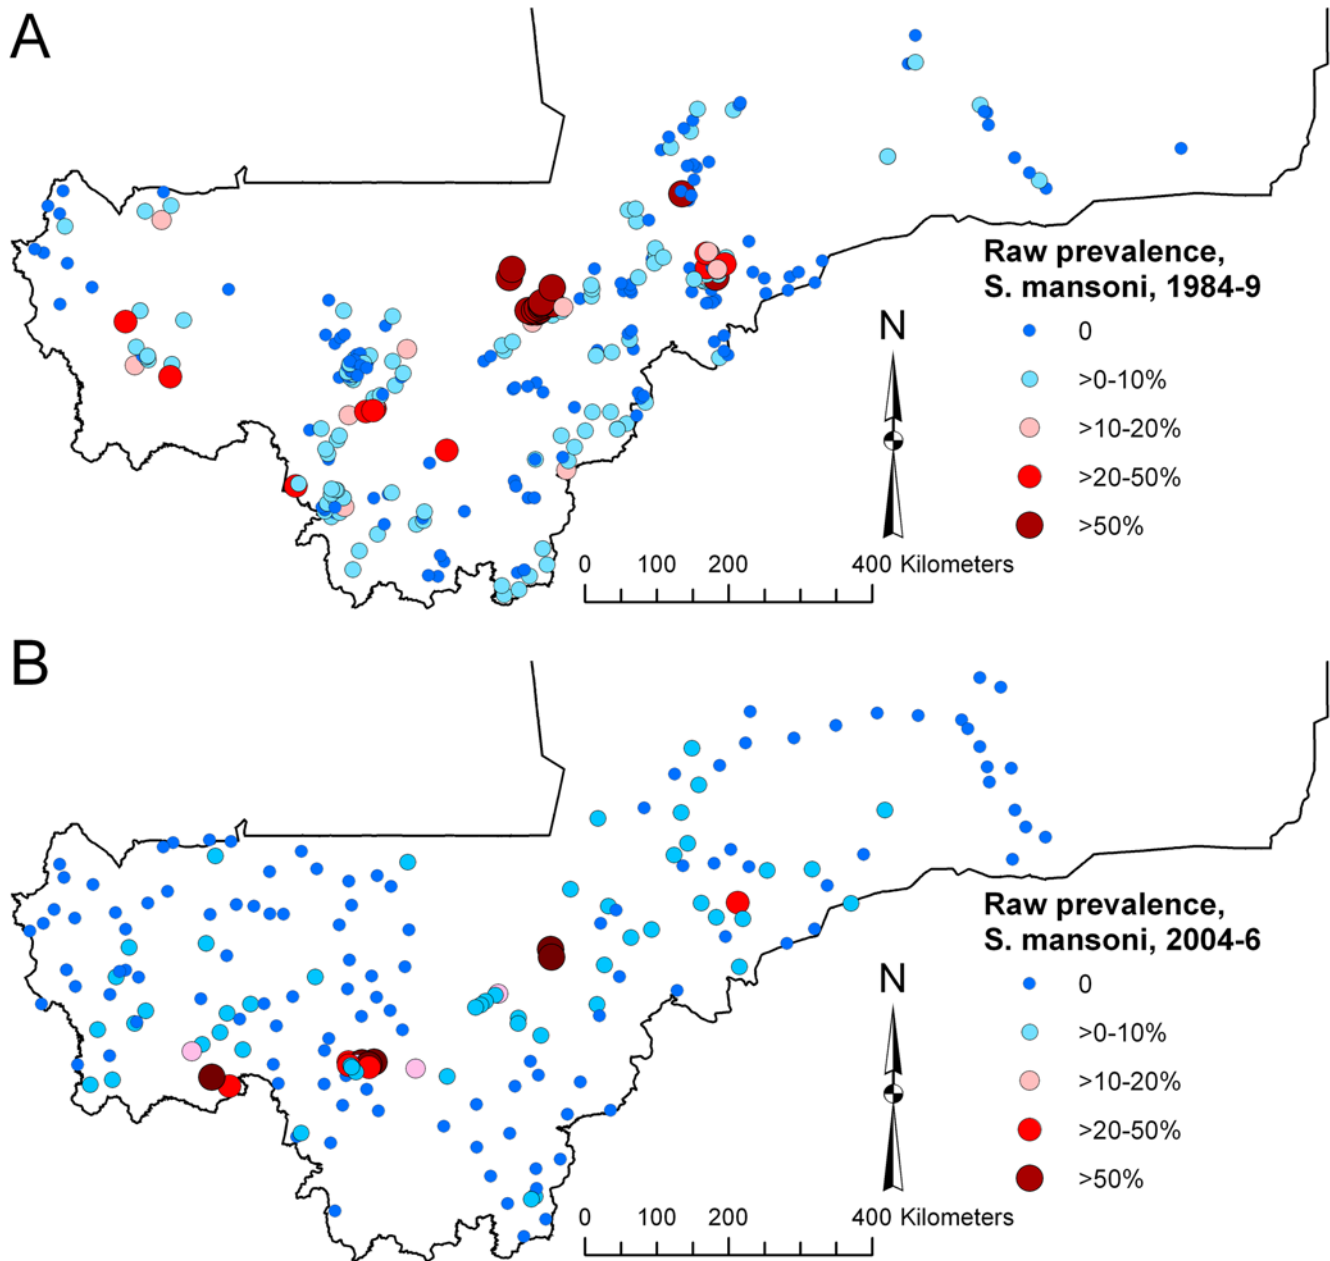 A
Raw prevalence,
S. mansoni, 1984-9
N
0
>0-10%
>10-20%
>20-50%
>50%
0 100 200 400 Kilometers
B
Raw prevalence,
S. mansoni, 2004-6
N
0
>0-10%
>10-20%
>20-50%
>50%
0 100 200 400 Kilometers